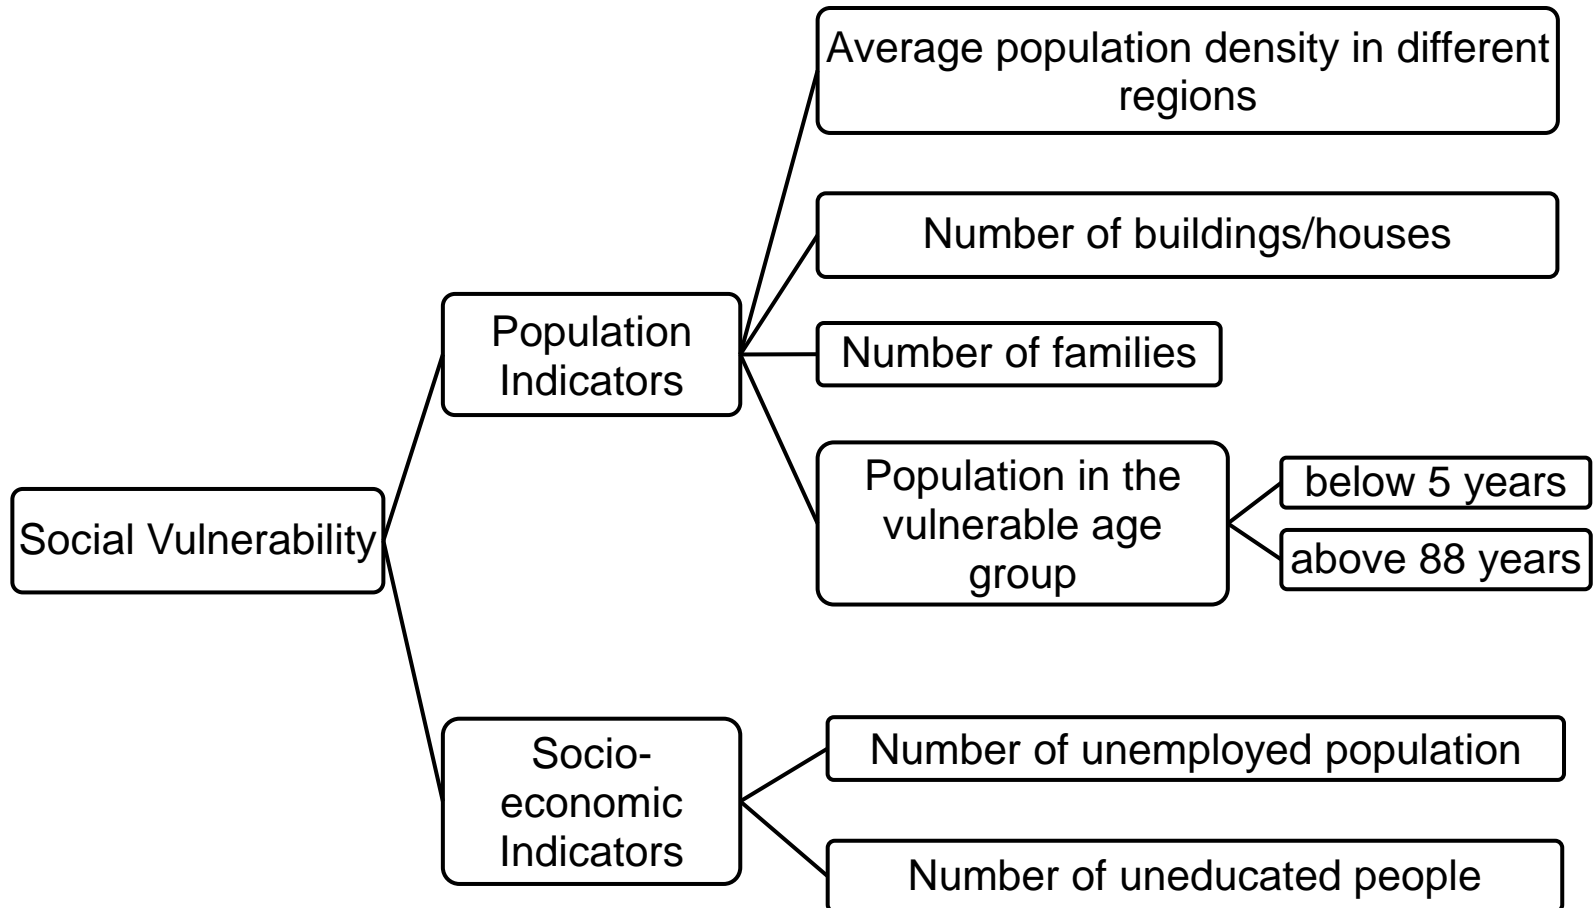 Social Vulnerability
Population
Indicators
Average population density in different
regions
Number of buildings/houses
Number of families
Population in the
vulnerable age
group
below 5 years
above 88 years
Socio-
economic
Indicators
Number of unemployed population
Number of uneducated people